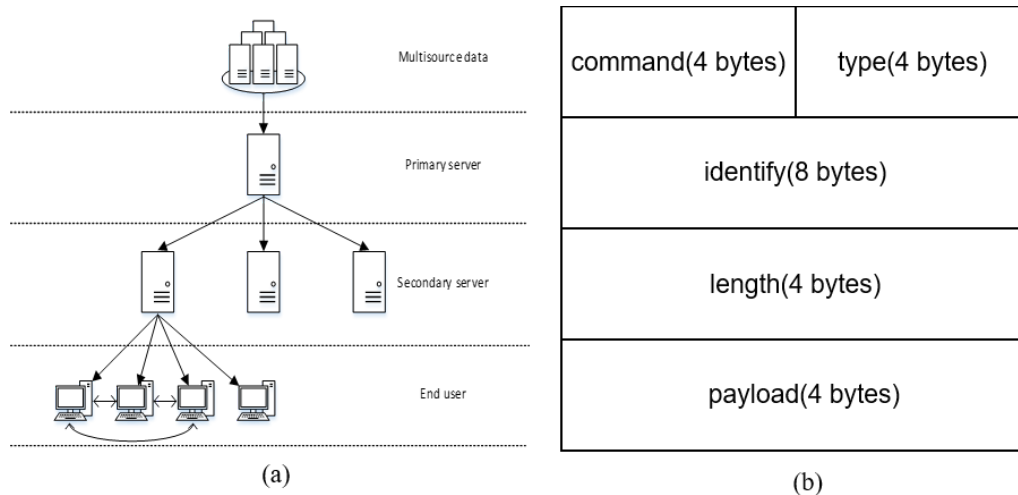 Multisource data
Primary server
Secondary server
End user
(a)
command(4 bytes)
type(4 bytes)
identify(8 bytes)
length(4 bytes)
payload(4 bytes)
(b)